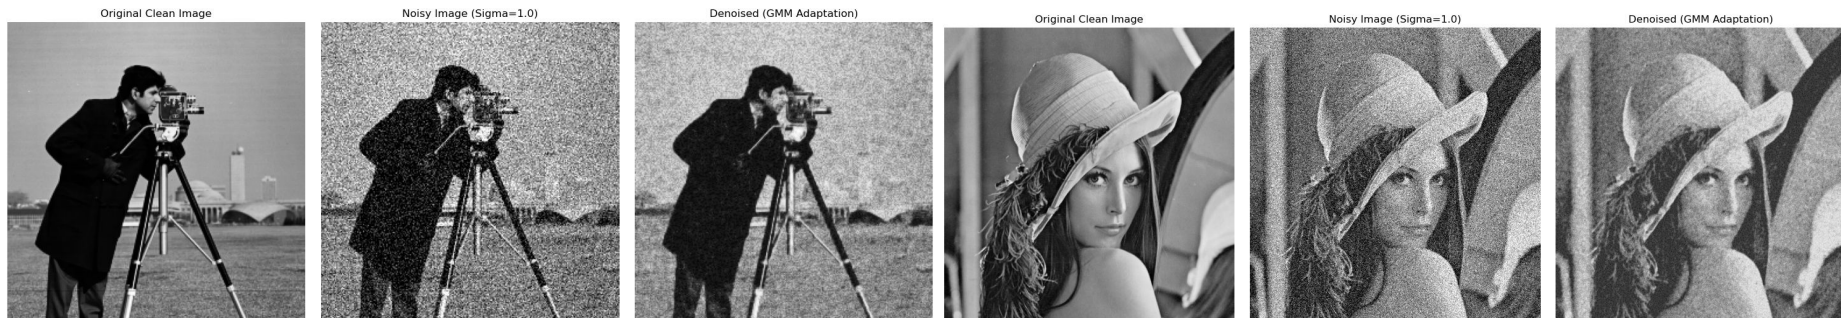 Original Clean Image
Noisy Image (Sigma=1.0)
Denoised (GMM Adaptation)
Original Clean Image
Noisy Image (Sigma=1.0)
Denoised (GMM Adaptation)